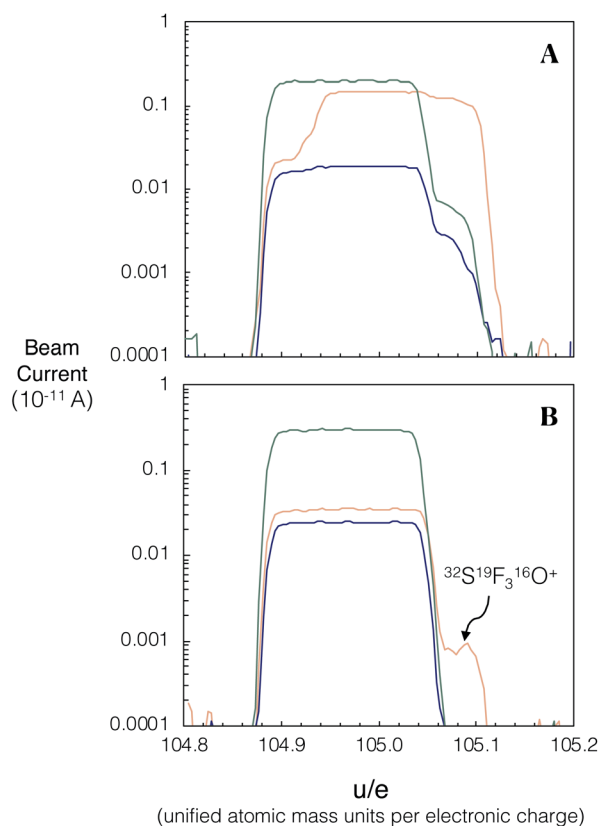 1
A
0.1
0.01
0.001
0.0001
Beam
Current
(10⁻¹¹ A)
1
B
0.1
0.01
³²S¹⁹F₃¹⁶O⁺
0.001
0.0001
104.8 104.9 105.0 105.1 105.2
u/e
(unified atomic mass units per electronic charge)